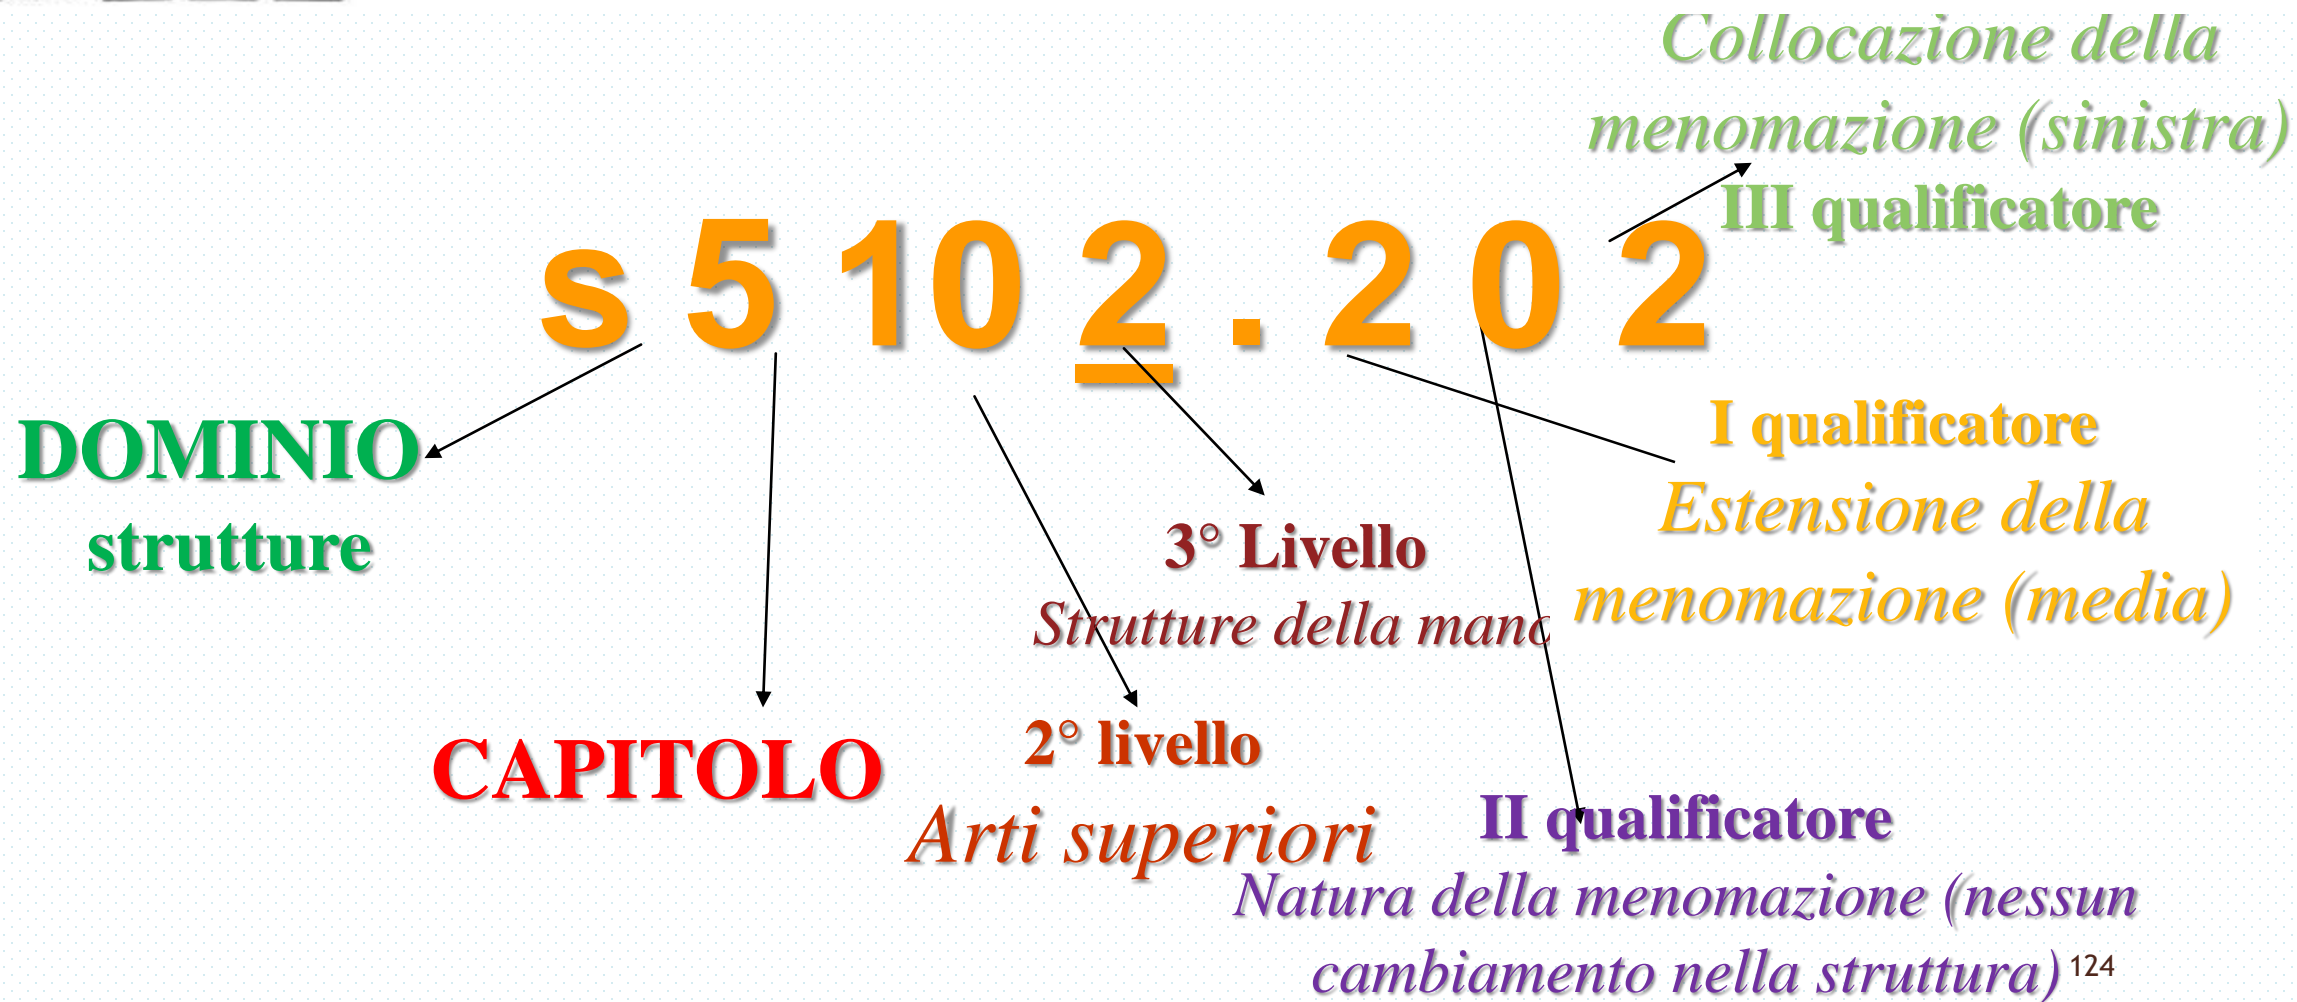 Collocazione della
menomazione (sinistra)
III qualificatore
s 5 10 2 . 2 0 2
DOMINIO
strutture
I qualificatore
Estensione della
menomazione (media)
3° Livello
Strutture della mano
CAPITOLO
2° livello
Arti superiori
II qualificatore
Natura della menomazione (nessun
cambiamento nella struttura)
124